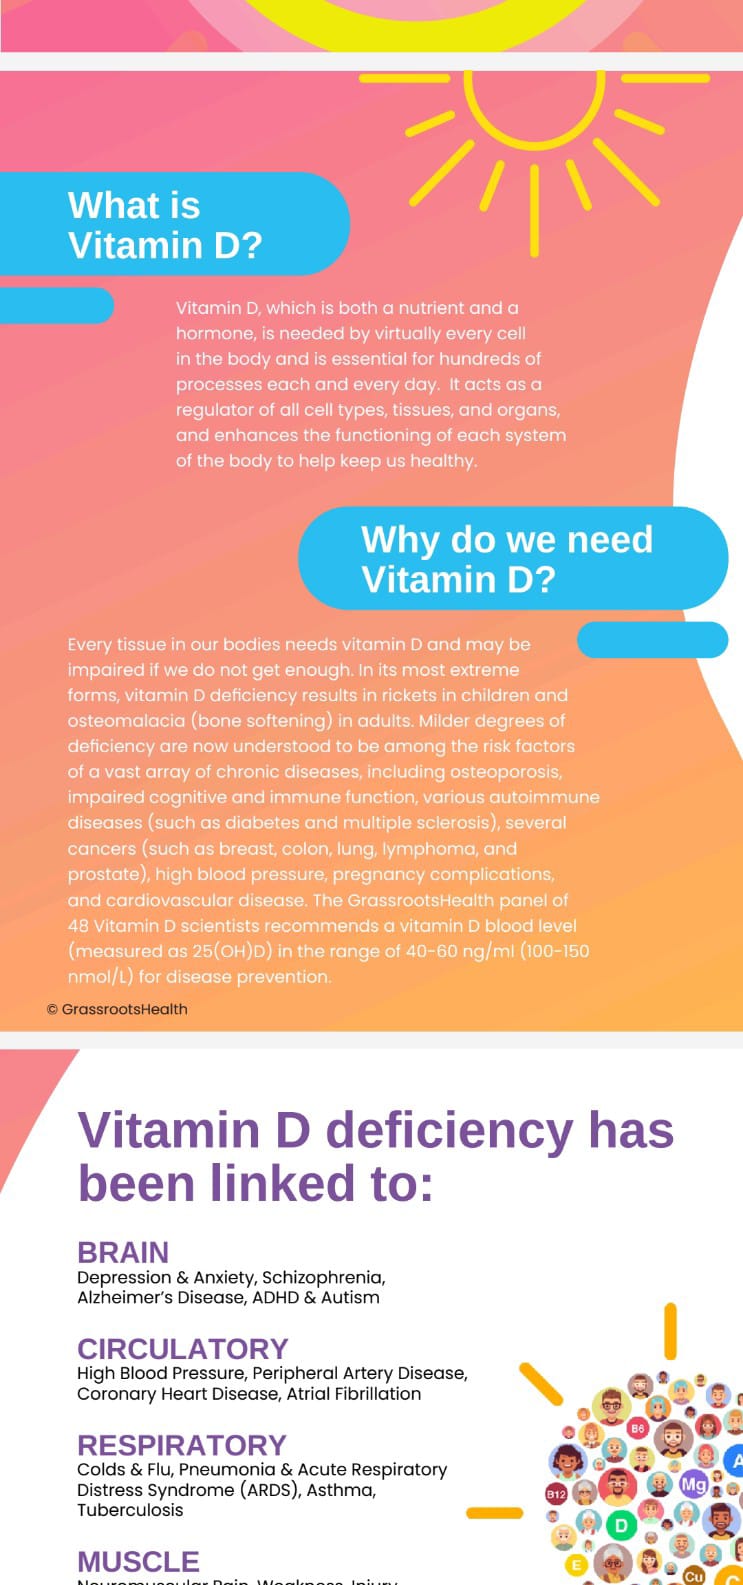 What is
Vitamin D?
Vitamin D, which is both a nutrient and a
hormone, is needed by virtually every cell
in the body and is essential for hundreds of
processes each and every day.  It acts as a
regulator of all cell types, tissues, and organs,
and enhances the functioning of each system
of the body to help keep us healthy.
Why do we need
Vitamin D?
Every tissue in our bodies needs vitamin D and may be
impaired if we do not get enough. In its most extreme
forms, vitamin D deficiency results in rickets in children and
osteomalacia (bone softening) in adults. Milder degrees of
deficiency are now understood to be among the risk factors
of a vast array of chronic diseases, including osteoporosis,
impaired cognitive and immune function, various autoimmune
diseases (such as diabetes and multiple sclerosis), several
cancers (such as breast, colon, lung, lymphoma, and
prostate), high blood pressure, pregnancy complications,
and cardiovascular disease. The GrassrootsHealth panel of
48 Vitamin D scientists recommends a vitamin D blood level
(measured as 25(OH)D) in the range of 40-60 ng/ml (100-150
nmol/L) for disease prevention.
© GrassrootsHealth
Vitamin D deficiency has
been linked to:
BRAIN
Depression & Anxiety, Schizophrenia,
Alzheimer’s Disease, ADHD & Autism
CIRCULATORY
High Blood Pressure, Peripheral Artery Disease,
Coronary Heart Disease, Atrial Fibrillation
RESPIRATORY
Colds & Flu, Pneumonia & Acute Respiratory
Distress Syndrome (ARDS), Asthma,
Tuberculosis
MUSCLE
Neuromuscular Pain, Weakness, Injury
B6
A
Mg
B12
D
E
Cu
C